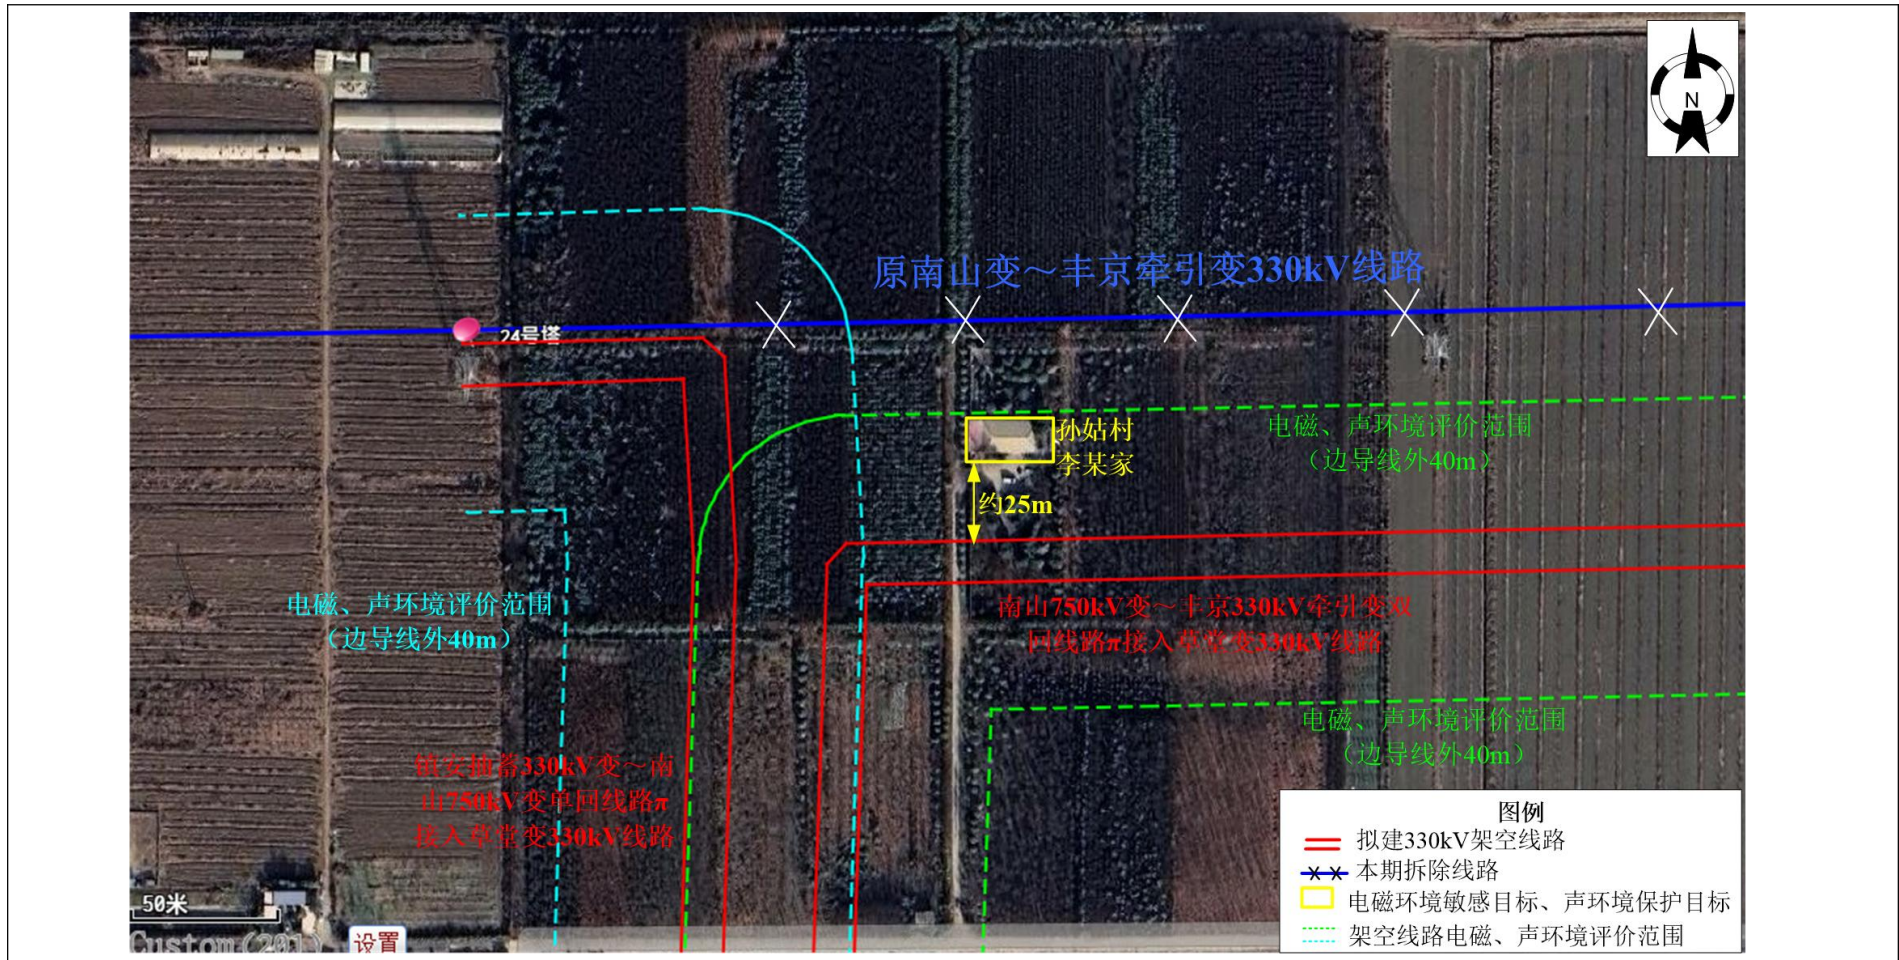 N
原南山变～丰京牵引变330kV线路
24号塔
孙姑村
李某家
电磁、声环境评价范围
（边导线外40m）
约25m
电磁、声环境评价范围
（边导线外40m）
南山750kV变～丰京330kV牵引变双
回线路π接入草堂变330kV线路
电磁、声环境评价范围
（边导线外40m）
镇安抽蓄330kV变～南
山750kV变单回线路π
接入草堂变330kV线路
图例
拟建330kV架空线路
本期拆除线路
电磁环境敏感目标、声环境保护目标
架空线路电磁、声环境评价范围
50米
Custom(201)
设置